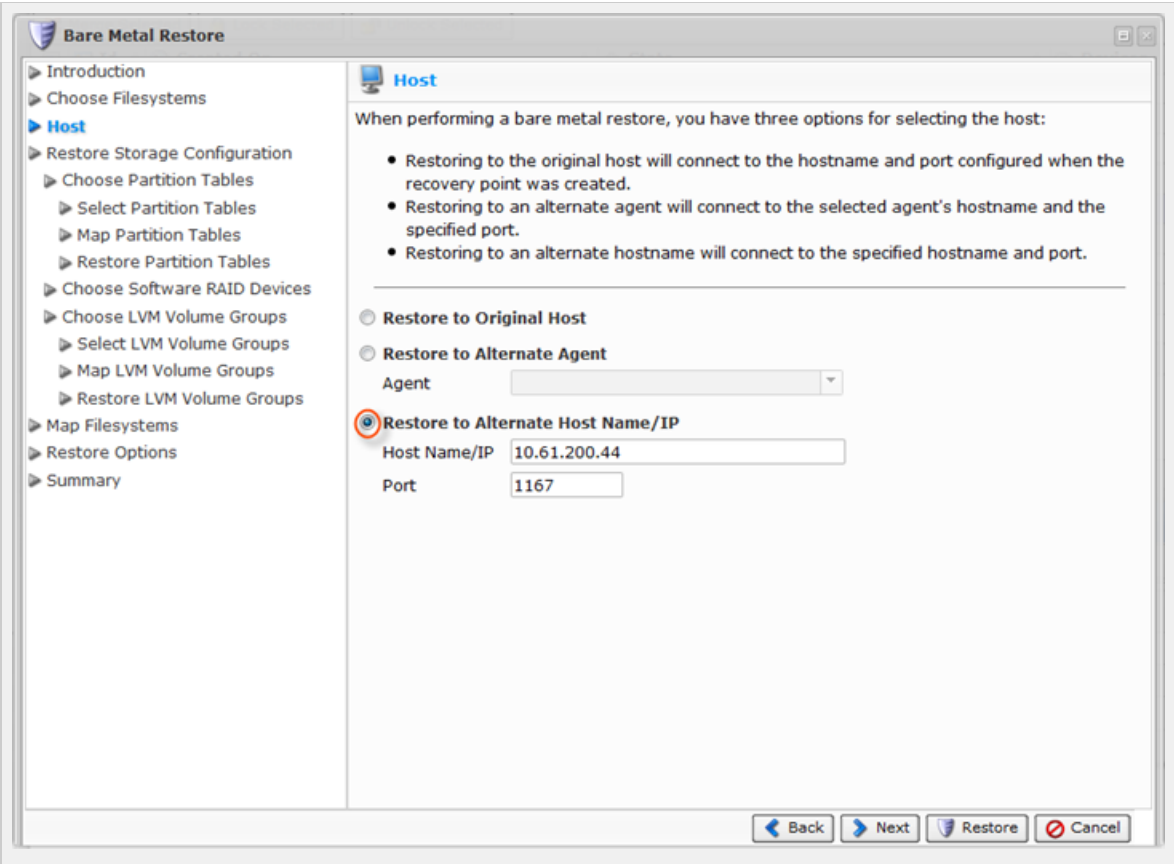 Bare Metal Restore
Introduction
Choose Filesystems
Host
Restore Storage Configuration
Choose Partition Tables
Select Partition Tables
Map Partition Tables
Restore Partition Tables
Choose Software RAID Devices
Choose LVM Volume Groups
Select LVM Volume Groups
Map LVM Volume Groups
Restore LVM Volume Groups
Map Filesystems
Restore Options
Summary
Host
When performing a bare metal restore, you have three options for selecting the host:
• Restoring to the original host will connect to the hostname and port configured when the
recovery point was created.
• Restoring to an alternate agent will connect to the selected agent's hostname and the
specified port.
• Restoring to an alternate hostname will connect to the specified hostname and port.
Restore to Original Host
Restore to Alternate Agent
Agent
Restore to Alternate Host Name/IP
Host Name/IP 10.61.200.44
Port 1167
Back Next Restore Cancel